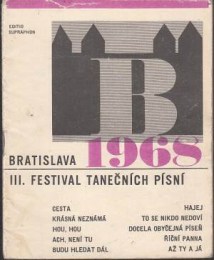 EDITIO
SUPRAPHON
B
BRATISLAVA 1968
III. FESTIVAL TANEČNÍCH PÍSNÍ
CESTA
KRÁSNÁ NEZNÁMÁ
HOU, HOU
ACH, NENÍ TU
BUDU HLEDAT DÁL
HAJEJ
TO SE NIKDO NEDOVÍ
DOCELA OBYČEJNÁ PÍSEŇ
ŘÍČNÍ PANNA
AŽ TY A JÁ